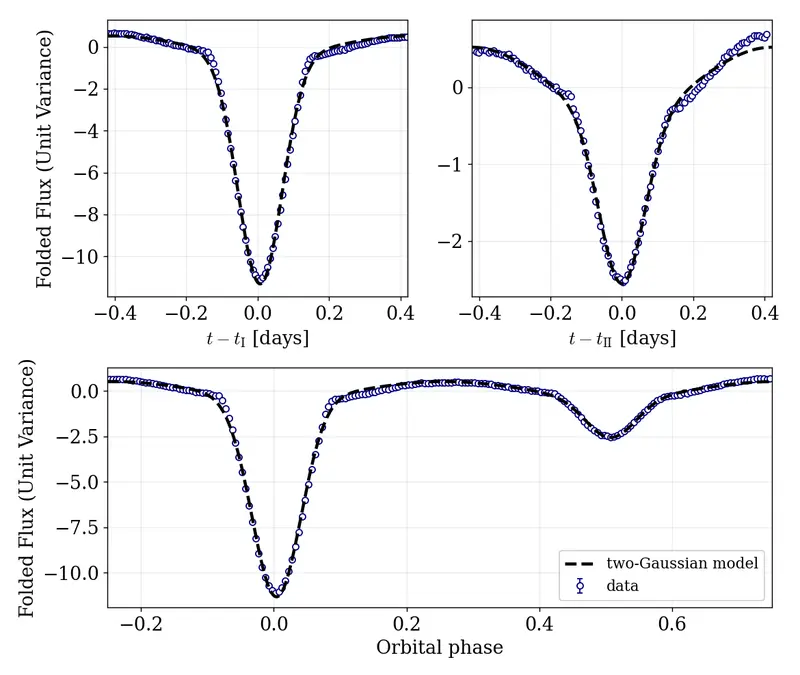 Folded Flux (Unit Variance)
0
−2
−4
−6
−8
−10
−0.4 −0.2 0.0 0.2 0.4
t − tI [days]
0
−1
−2
−0.4 −0.2 0.0 0.2 0.4
t − tII [days]
Folded Flux (Unit Variance)
0.0
−2.5
−5.0
−7.5
−10.0
−0.2 0.0 0.2 0.4 0.6
Orbital phase
two-Gaussian model
data